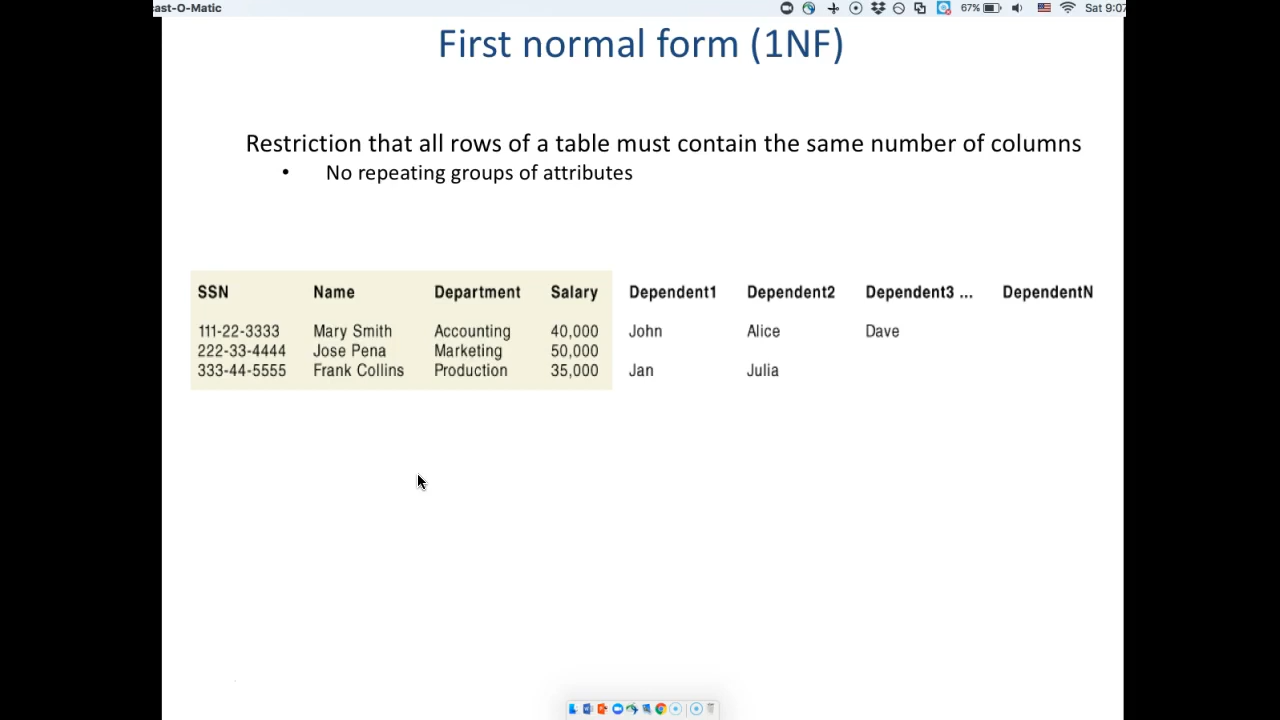 cast-O-Matic 67% Sat 9:07
First normal form (1NF)
Restriction that all rows of a table must contain the same number of columns
• No repeating groups of attributes
SSN Name Department Salary Dependent1 Dependent2 Dependent3 ... DependentN
111-22-3333 Mary Smith Accounting 40,000 John Alice Dave
222-33-4444 Jose Pena Marketing 50,000
333-44-5555 Frank Collins Production 35,000 Jan Julia